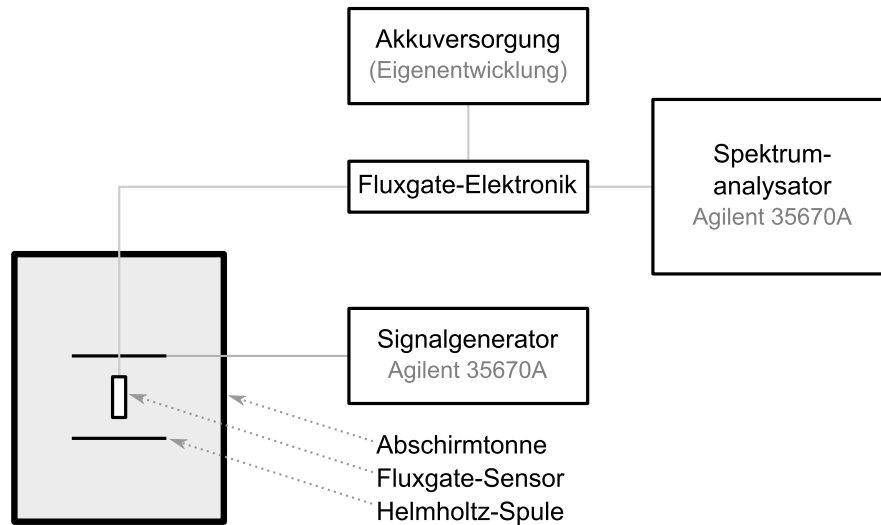 Akkuversorgung
(Eigenentwicklung)
Fluxgate-Elektronik
Spektrum-
analysator
Agilent 35670A
Signalgenerator
Agilent 35670A
Abschirmtonne
Fluxgate-Sensor
Helmholtz-Spule